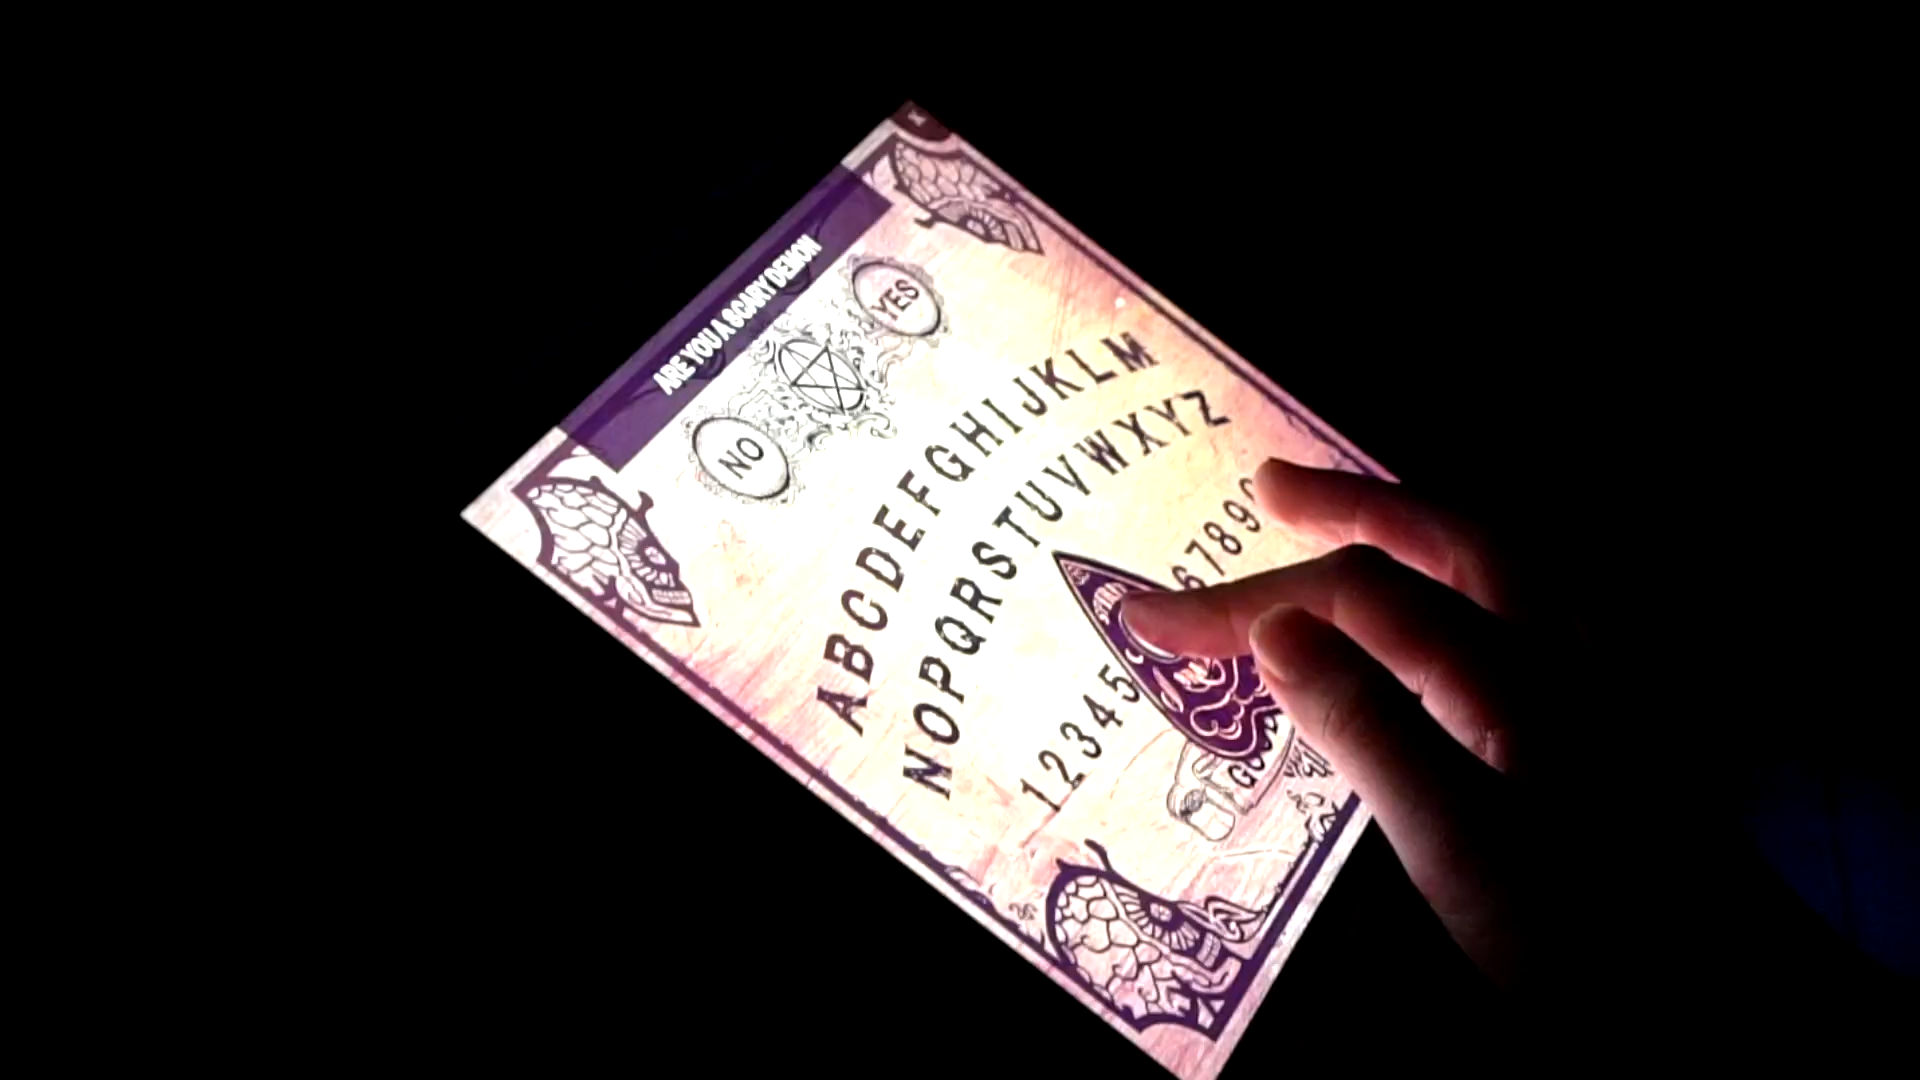 ARE YOU A SCARY DEMON
NO YES
ABCDEFGHIJKLM
NOPQRSTUVWXYZ
12345 6789